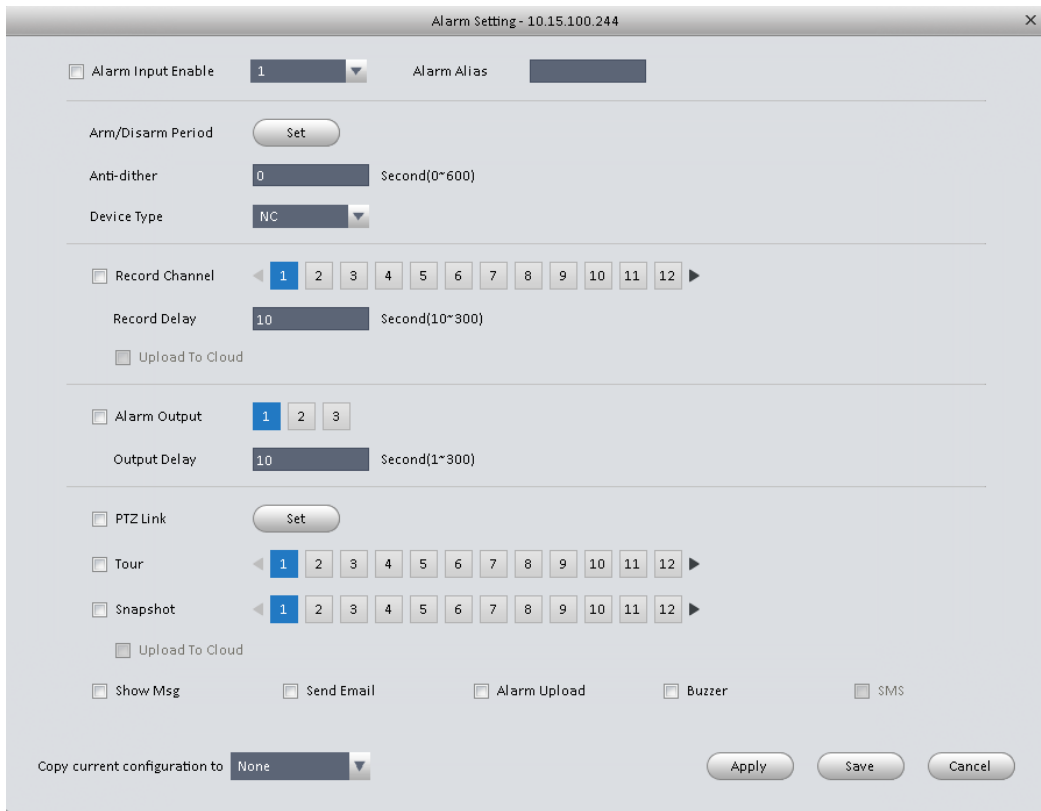 Alarm Setting - 10.15.100.244
Alarm Input Enable 1 Alarm Alias
Arm/Disarm Period Set
Anti-dither 0 Second(0~600)
Device Type NC
Record Channel 1 2 3 4 5 6 7 8 9 10 11 12
Record Delay 10 Second(10~300)
Upload To Cloud
Alarm Output 1 2 3
Output Delay 10 Second(1~300)
PTZ Link Set
Tour 1 2 3 4 5 6 7 8 9 10 11 12
Snapshot 1 2 3 4 5 6 7 8 9 10 11 12
Upload To Cloud
Show Msg Send Email Alarm Upload Buzzer SMS
Copy current configuration to None Apply Save Cancel